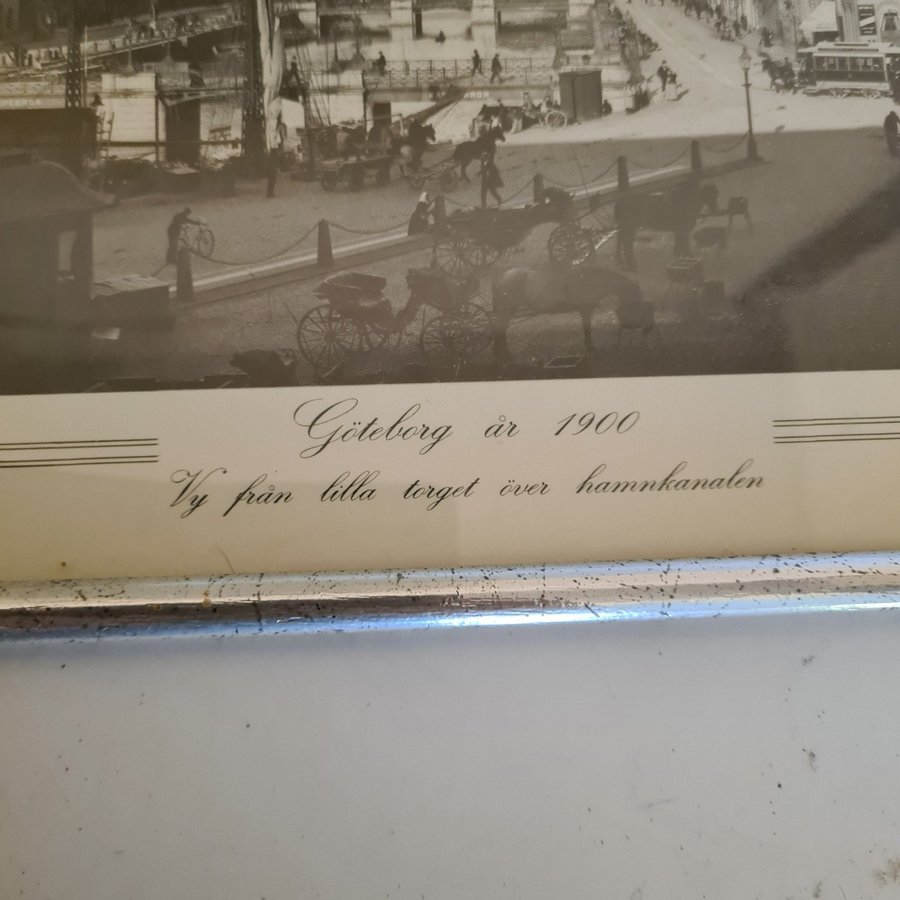 Göteborg år 1900
Vy från lilla torget över hamnkanalen